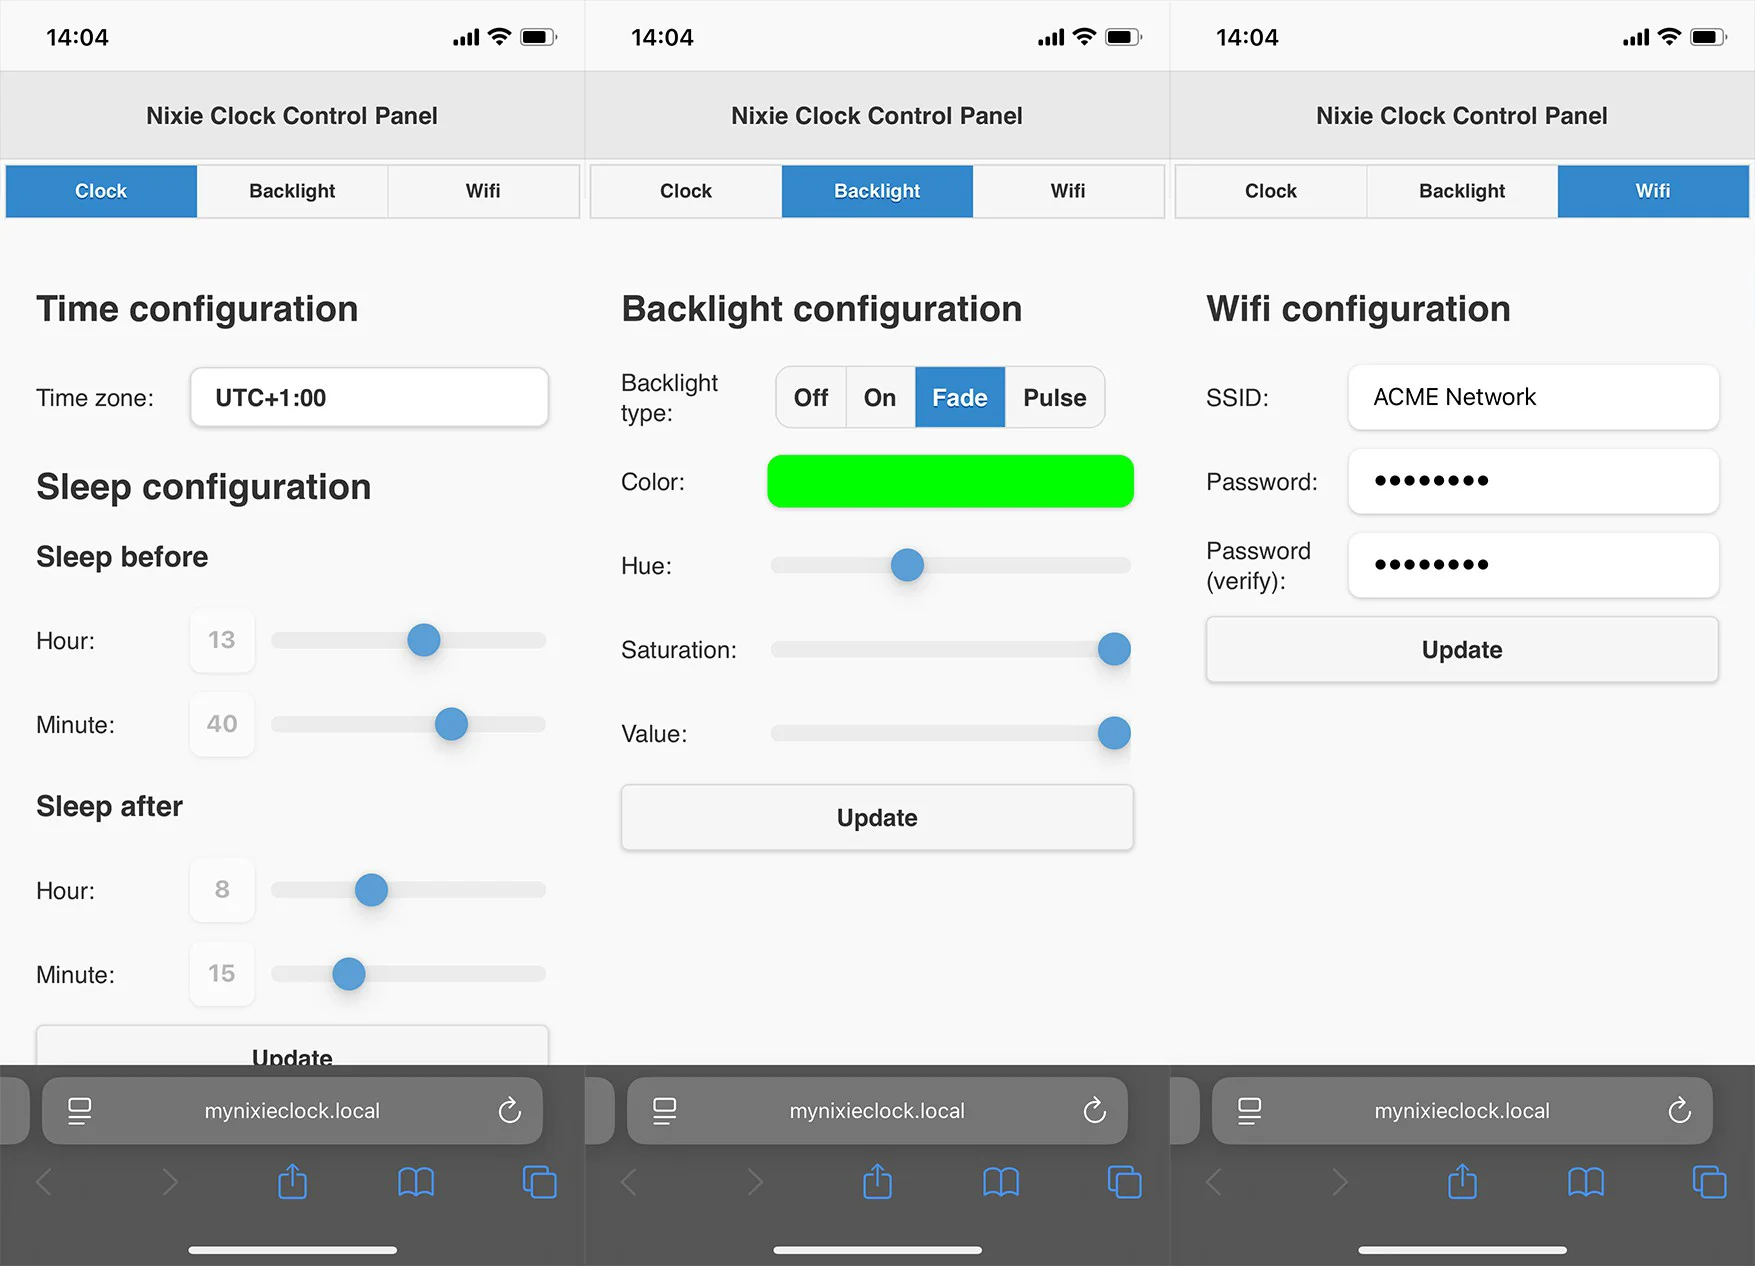 14:04
Nixie Clock Control Panel
Clock
Backlight
Wifi
Time configuration
Time zone:
UTC+1:00
Sleep configuration
Sleep before
Hour:
13
Minute:
40
Sleep after
Hour:
8
Minute:
15
Update
mynixieclock.local
14:04
Nixie Clock Control Panel
Clock
Backlight
Wifi
Backlight configuration
Backlight
type:
Off
On
Fade
Pulse
Color:
Hue:
Saturation:
Value:
Update
mynixieclock.local
14:04
Nixie Clock Control Panel
Clock
Backlight
Wifi
Wifi configuration
SSID:
ACME Network
Password:
••••••••
Password
(verify):
••••••••
Update
mynixieclock.local